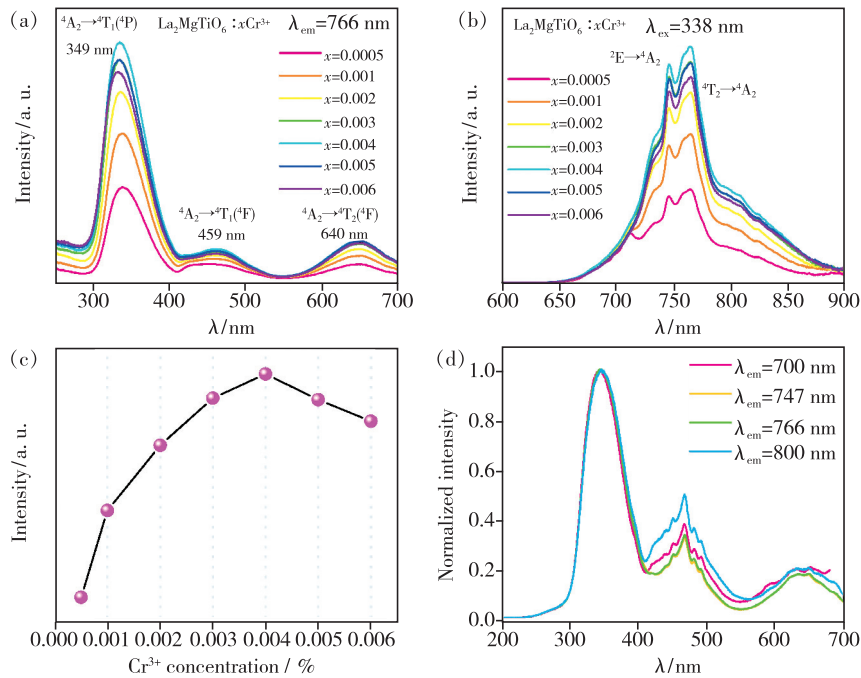 (a)
⁴A₂→⁴T₁(⁴P)
349 nm
La₂MgTiO₆∶xCr³⁺
λem=766 nm
x=0.0005
x=0.001
x=0.002
x=0.003
x=0.004
x=0.005
x=0.006
⁴A₂→⁴T₁(⁴F)
459 nm
⁴A₂→⁴T₂(⁴F)
640 nm
Intensity/a. u.
300 400 500 600 700
λ/nm
(b)
La₂MgTiO₆∶xCr³⁺
λex=338 nm
²E→⁴A₂
⁴T₂→⁴A₂
x=0.0005
x=0.001
x=0.002
x=0.003
x=0.004
x=0.005
x=0.006
Intensity/a. u.
600 650 700 750 800 850 900
λ/nm
(c)
Intensity/a. u.
0.000 0.001 0.002 0.003 0.004 0.005 0.006
Cr³⁺ concentration / %
(d)
λem=700 nm
λem=747 nm
λem=766 nm
λem=800 nm
Normalized intensity
1.0
0.8
0.6
0.4
0.2
0.0
200 300 400 500 600 700
λ/nm